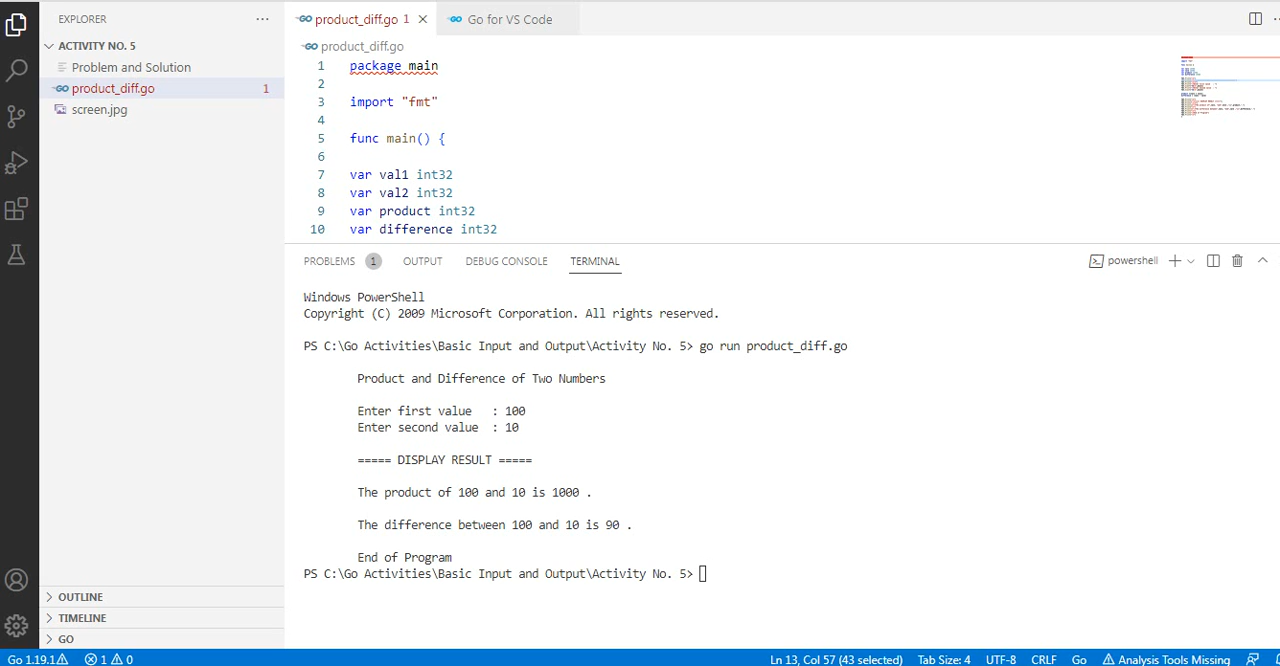 EXPLORER
ACTIVITY NO. 5
Problem and Solution
product_diff.go 1
screen.jpg
OUTLINE
TIMELINE
GO
product_diff.go 1
Go for VS Code
product_diff.go
1 package main
2
3 import "fmt"
4
5 func main() {
6
7 var val1 int32
8 var val2 int32
9 var product int32
10 var difference int32
PROBLEMS 1 OUTPUT DEBUG CONSOLE TERMINAL
powershell
Windows PowerShell
Copyright (C) 2009 Microsoft Corporation. All rights reserved.
PS C:\Go Activities\Basic Input and Output\Activity No. 5> go run product_diff.go
Product and Difference of Two Numbers
Enter first value : 100
Enter second value : 10
===== DISPLAY RESULT =====
The product of 100 and 10 is 1000 .
The difference between 100 and 10 is 90 .
End of Program
PS C:\Go Activities\Basic Input and Output\Activity No. 5>
Go 1.19.1 1 0 Ln 13, Col 57 (43 selected) Tab Size: 4 UTF-8 CRLF Go Analysis Tools Missing